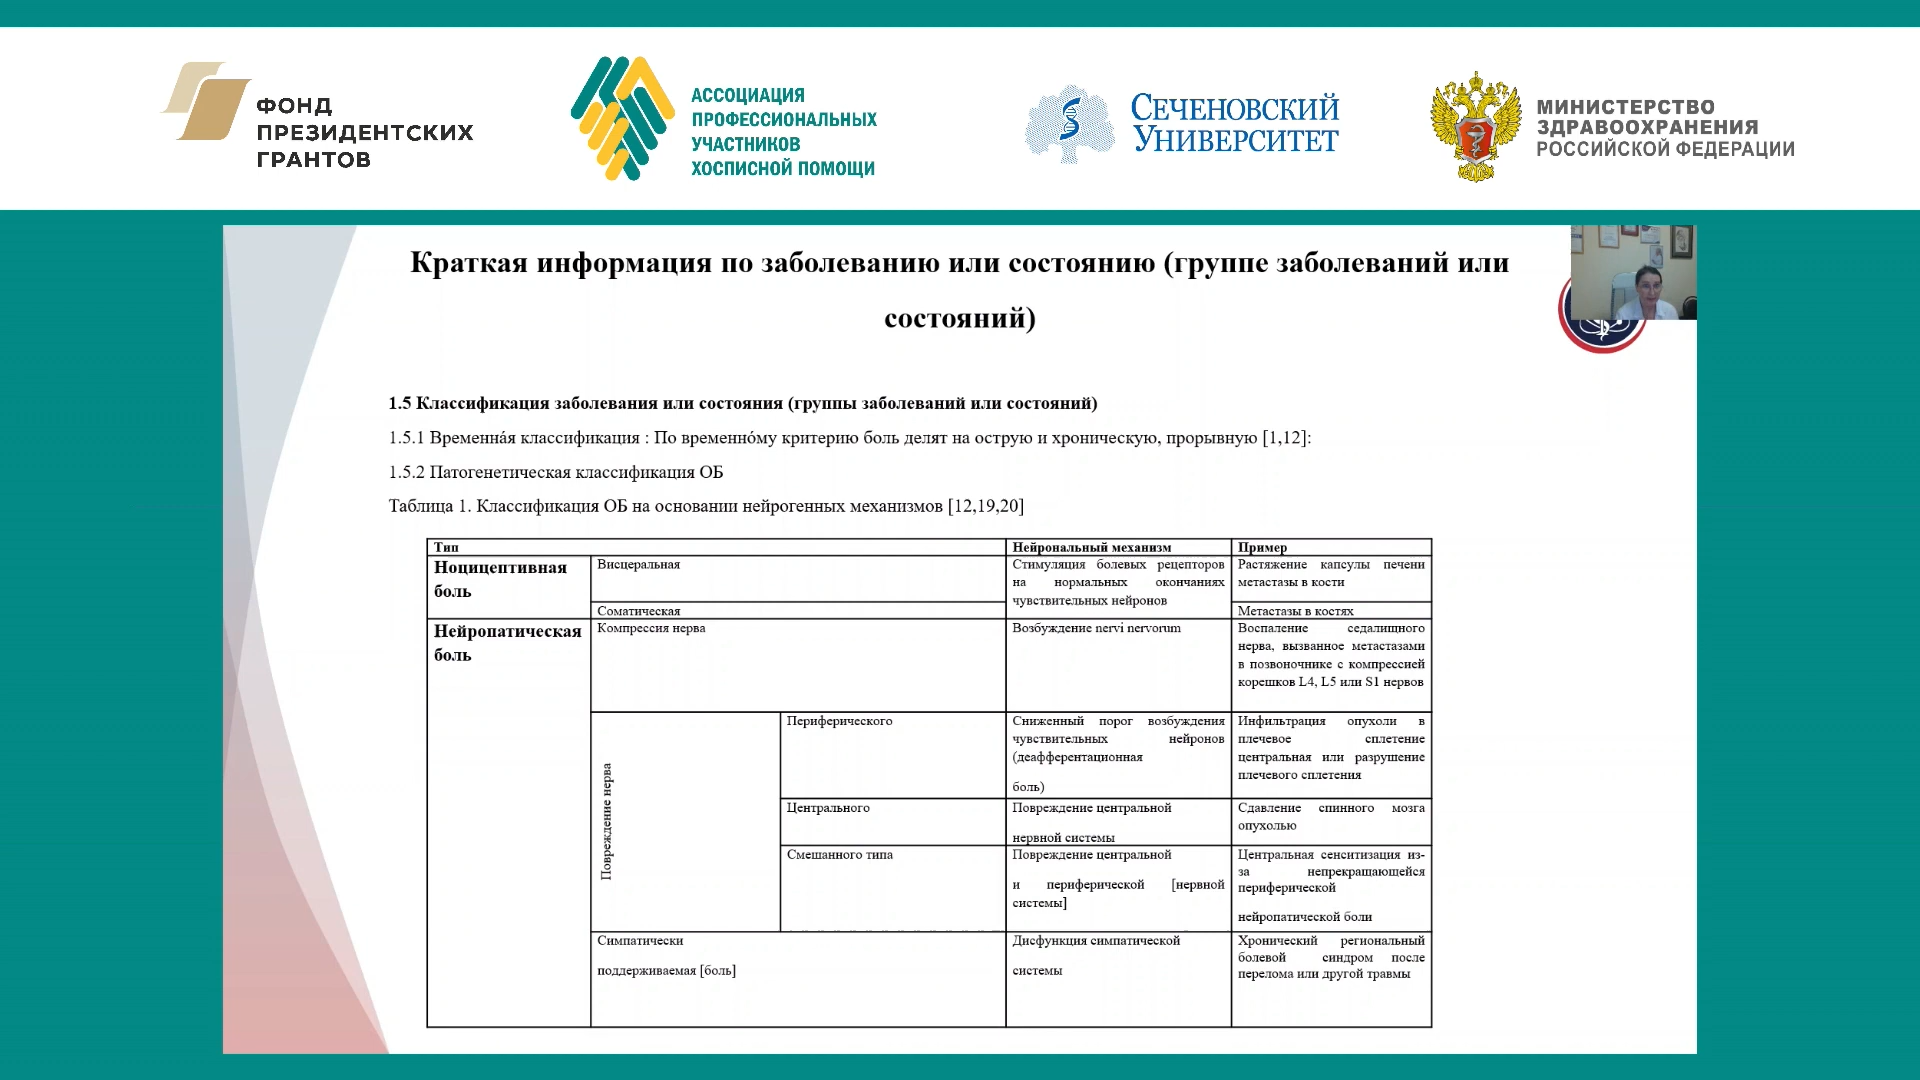 ФОНД
ПРЕЗИДЕНТСКИХ
ГРАНТОВ
АССОЦИАЦИЯ
ПРОФЕССИОНАЛЬНЫХ
УЧАСТНИКОВ
ХОСПИСНОЙ ПОМОЩИ
СЕЧЕНОВСКИЙ
УНИВЕРСИТЕТ
МИНИСТЕРСТВО
ЗДРАВООХРАНЕНИЯ
РОССИЙСКОЙ ФЕДЕРАЦИИ
Краткая информация по заболеванию или состоянию (группе заболеваний или
состояний)
1.5 Классификация заболевания или состояния (группы заболеваний или состояний)
1.5.1 Временнáя классификация : По временнóму критерию боль делят на острую и хроническую, прорывную [1,12]:
1.5.2 Патогенетическая классификация ОБ
Таблица 1. Классификация ОБ на основании нейрогенных механизмов [12,19,20]
Тип
Нейрональный механизм
Пример
Ноцицептивная
боль
Висцеральная
Стимуляция болевых рецепторов
на нормальных окончаниях
чувствительных нейронов
Растяжение капсулы печени
метастазы в кости
Соматическая
Метастазы в костях
Нейропатическая
боль
Компрессия нерва
Возбуждение nervi nervorum
Воспаление седалищного
нерва, вызванное метастазами
в позвоночнике с компрессией
корешков L4, L5 или S1 нервов
Повреждение нерва
Периферического
Сниженный порог возбуждения
чувствительных нейронов
(деафферентационная
боль)
Инфильтрация опухоли в
плечевое сплетение
центральная или разрушение
плечевого сплетения
Центрального
Повреждение центральной
нервной системы
Сдавление спинного мозга
опухолью
Смешанного типа
Повреждение центральной
и периферической [нервной
системы]
Центральная сенситизация из-
за непрекращающейся
периферической
нейропатической боли
Симпатически
поддерживаемая [боль]
Дисфункция симпатической
системы
Хронический региональный
болевой синдром после
перелома или другой травмы